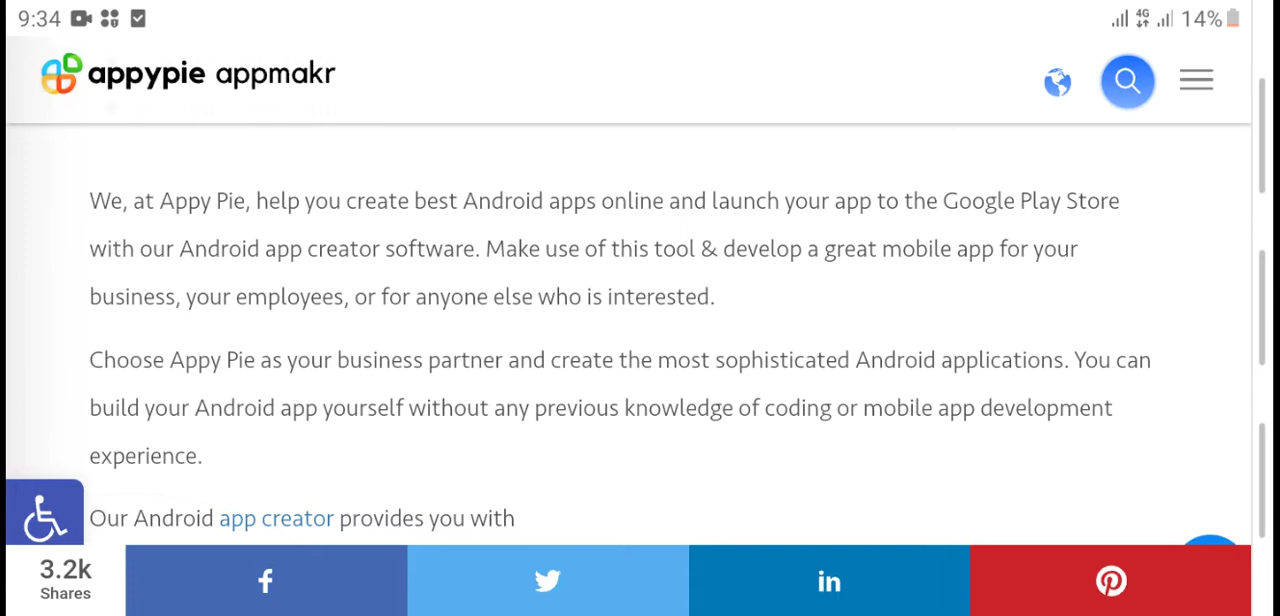 9:34
4G
14%
appypie appmakr
We, at Appy Pie, help you create best Android apps online and launch your app to the Google Play Store
with our Android app creator software. Make use of this tool & develop a great mobile app for your
business, your employees, or for anyone else who is interested.
Choose Appy Pie as your business partner and create the most sophisticated Android applications. You can
build your Android app yourself without any previous knowledge of coding or mobile app development
experience.
Our Android app creator provides you with
3.2k
Shares